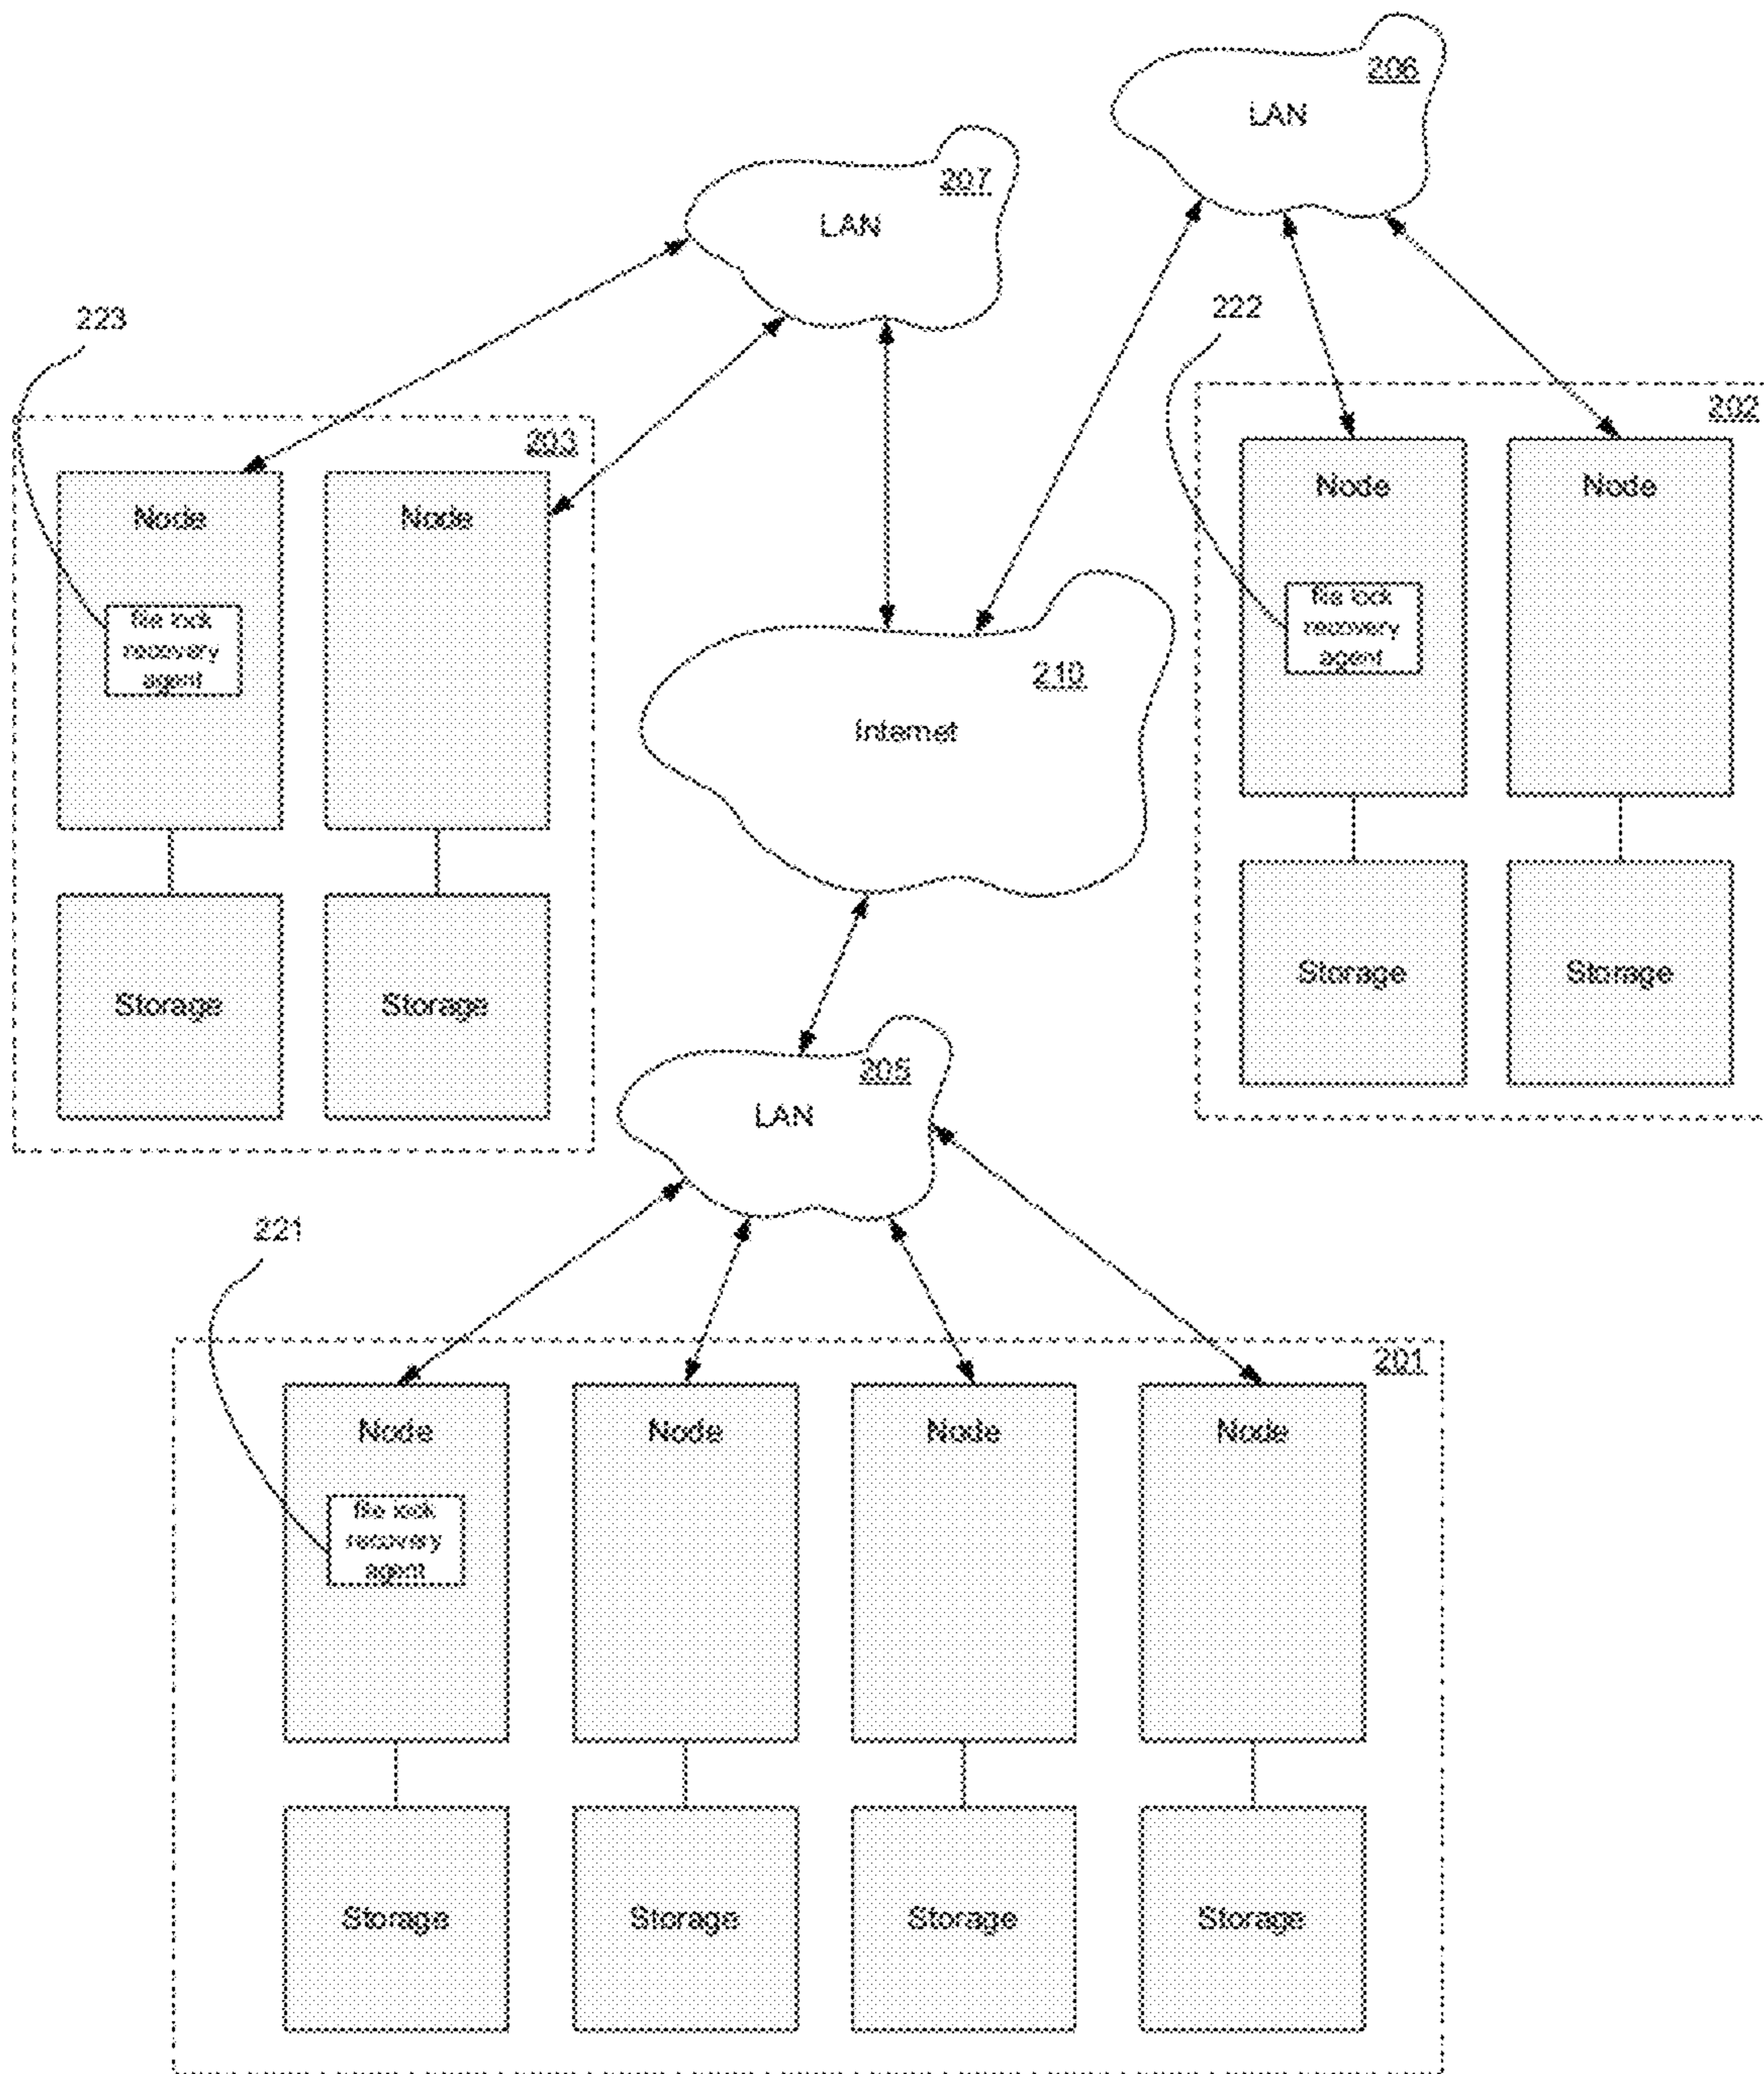 206
LAN
207
LAN
223
222
203
202
Node
Node
Node
Node
file lock
recovery
agent
file lock
recovery
agent
210
Internet
Storage
Storage
Storage
Storage
205
LAN
221
201
Node
Node
Node
Node
file lock
recovery
agent
Storage
Storage
Storage
Storage